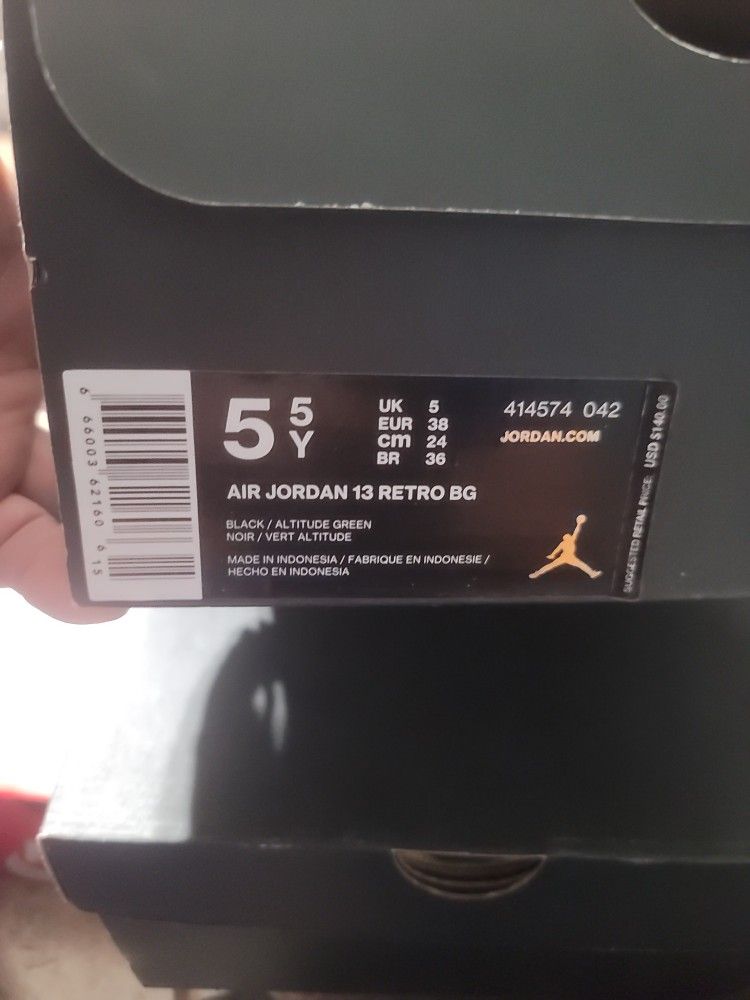 6 66003 62160 6 15
5 5
Y
UK 5
EUR 38
cm 24
BR 36
414574 042
JORDAN.COM
AIR JORDAN 13 RETRO BG
BLACK / ALTITUDE GREEN
NOIR / VERT ALTITUDE
MADE IN INDONESIA / FABRIQUE EN INDONESIE /
HECHO EN INDONESIA
SUGGESTED RETAIL PRICE USD $140.00